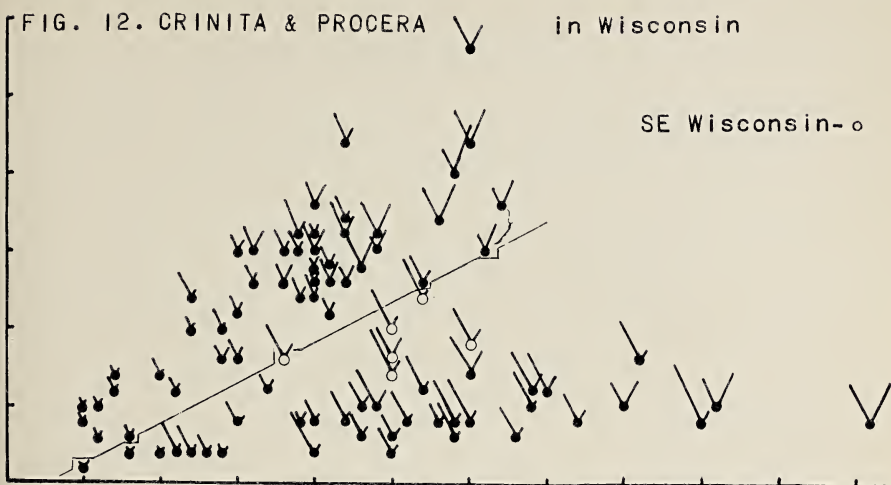 FIG. 12. CRINITA & PROCERA in Wisconsin
SE Wisconsin-o